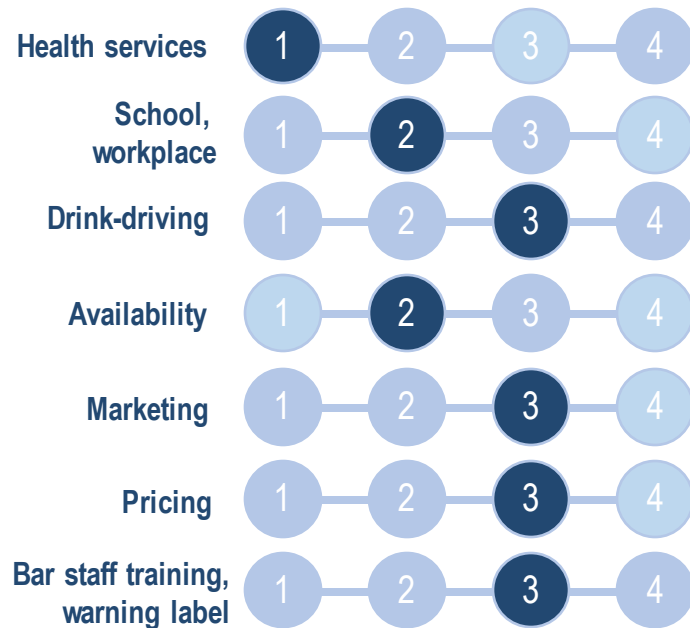 Health services 1 2 3 4
School,
workplace 1 2 3 4
Drink-driving 1 2 3 4
Availability 1 2 3 4
Marketing 1 2 3 4
Pricing 1 2 3 4
Bar staff training,
warning label 1 2 3 4